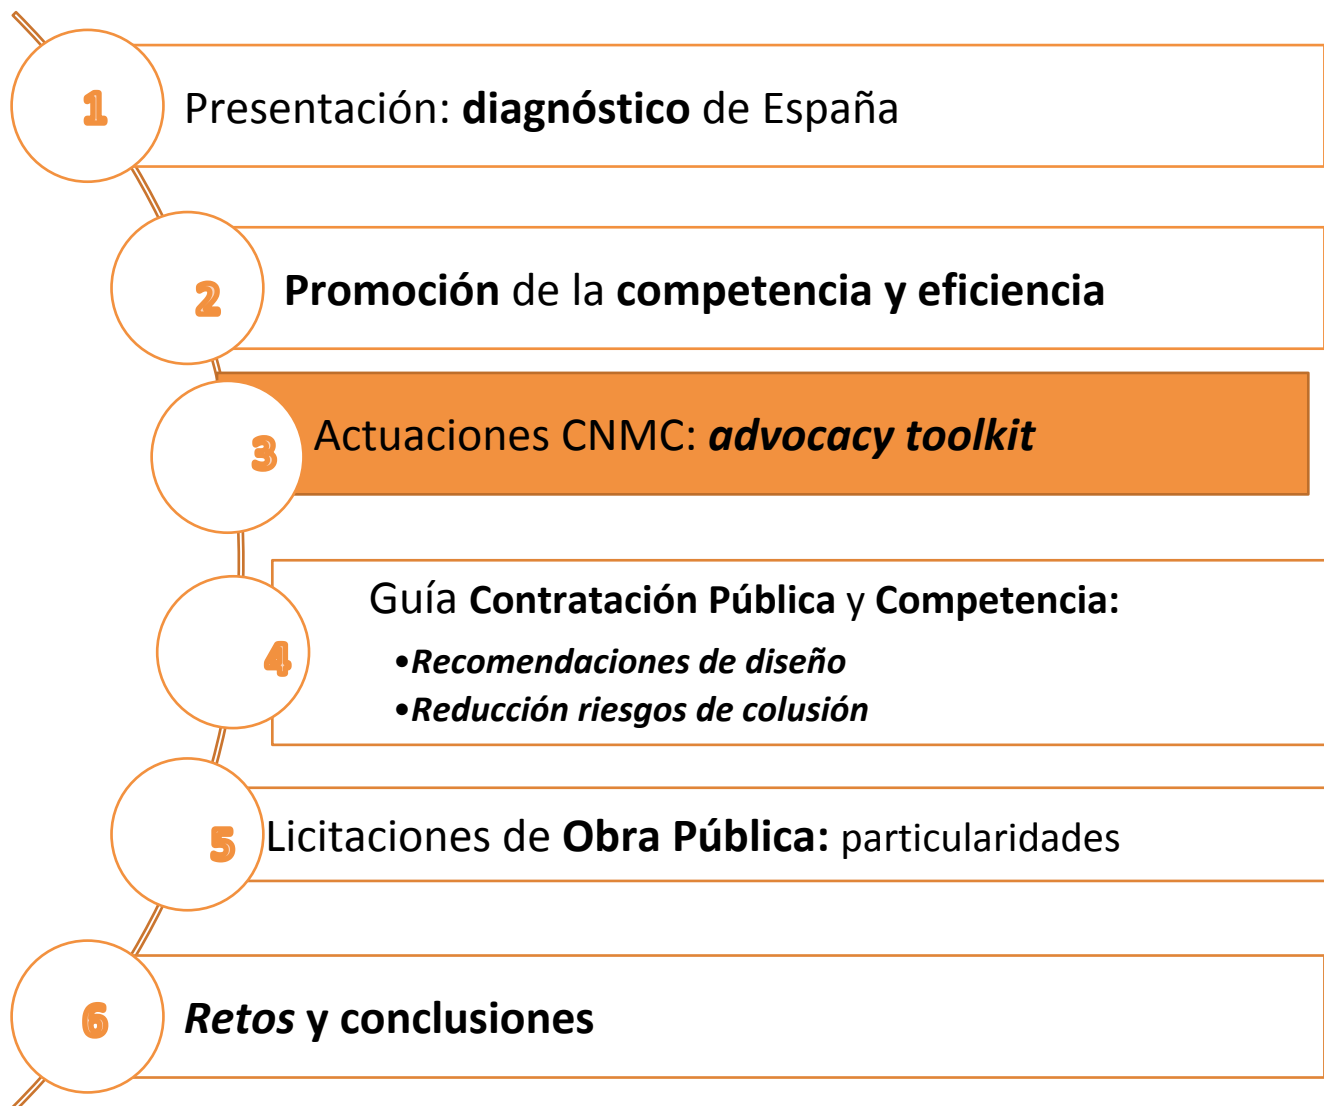 1
Presentación: diagnóstico de España
2
Promoción de la competencia y eficiencia
3
Actuaciones CNMC: advocacy toolkit
4
Guía Contratación Pública y Competencia:
•Recomendaciones de diseño
•Reducción riesgos de colusión
5
Licitaciones de Obra Pública: particularidades
6
Retos y conclusiones